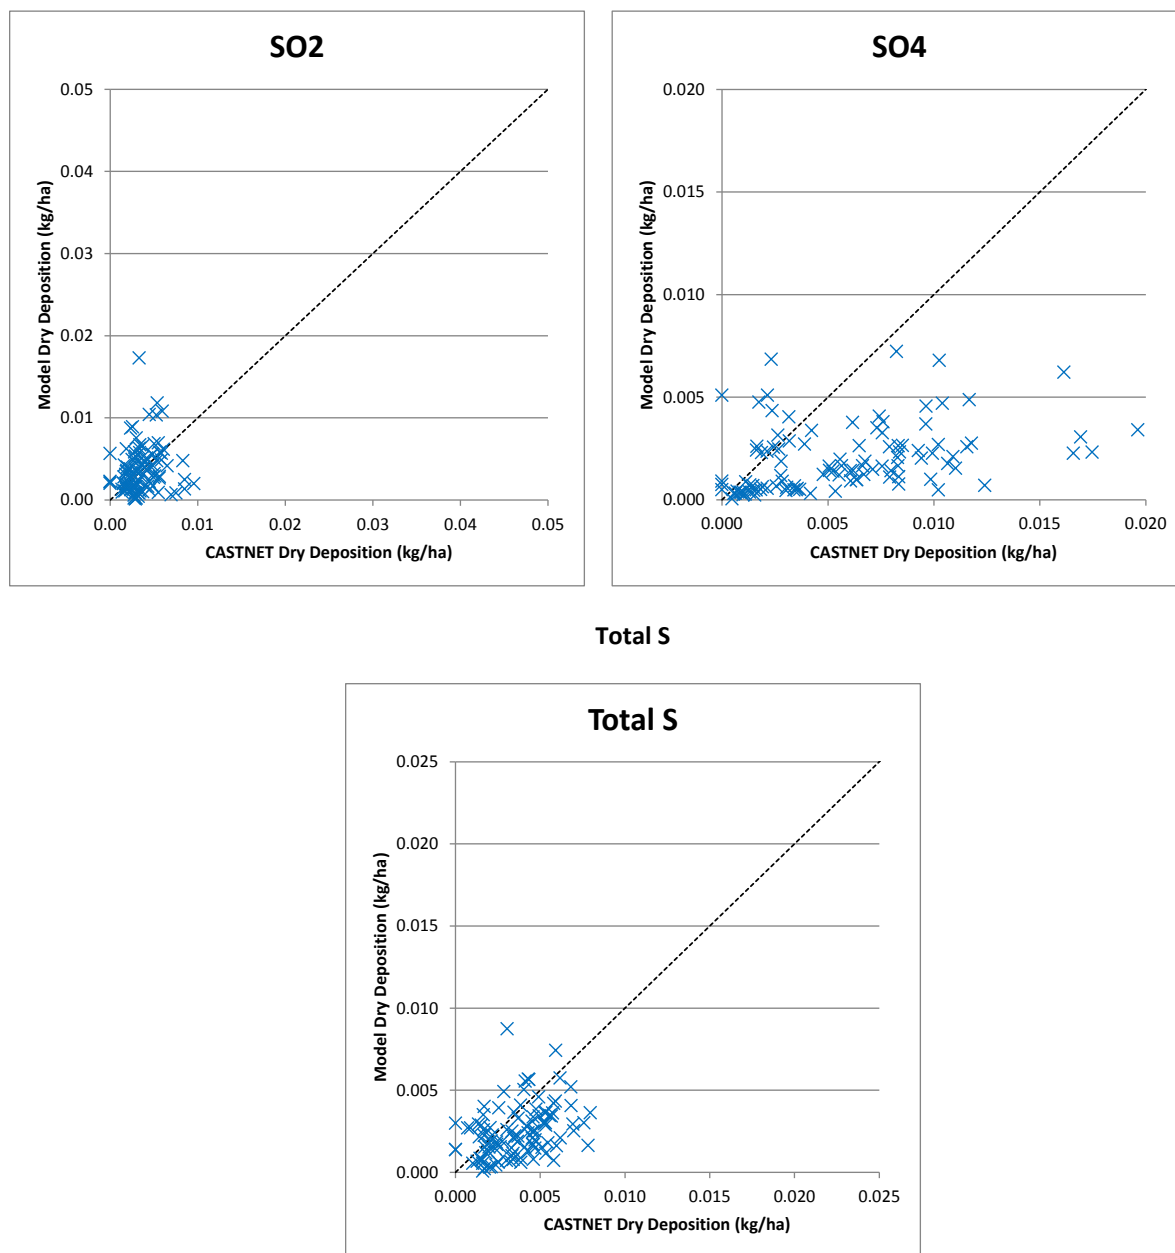 SO2
0.05
0.04
0.03
0.02
0.01
0.00
0.00 0.01 0.02 0.03 0.04 0.05
Model Dry Deposition (kg/ha)
CASTNET Dry Deposition (kg/ha)
SO4
0.020
0.015
0.010
0.005
0.000
0.000 0.005 0.010 0.015 0.020
Model Dry Deposition (kg/ha)
CASTNET Dry Deposition (kg/ha)
Total S
Total S
0.025
0.020
0.015
0.010
0.005
0.000
0.000 0.005 0.010 0.015 0.020 0.025
Model Dry Deposition (kg/ha)
CASTNET Dry Deposition (kg/ha)